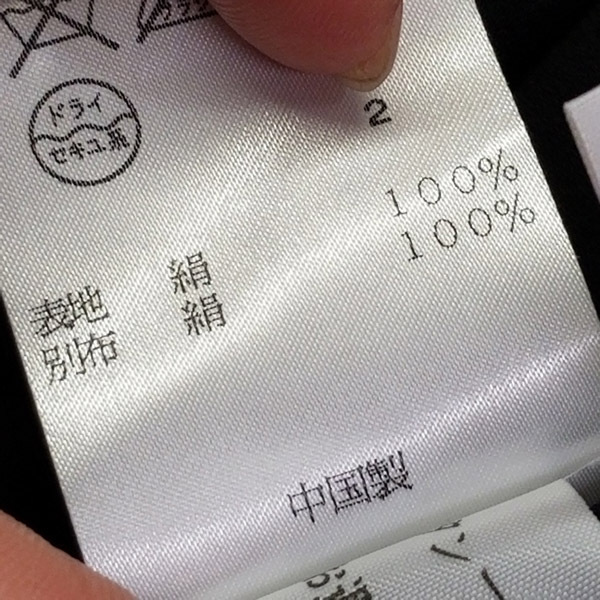 ドライ
セキユ系
2
表地 絹 100%
別布 絹 100%
中国製